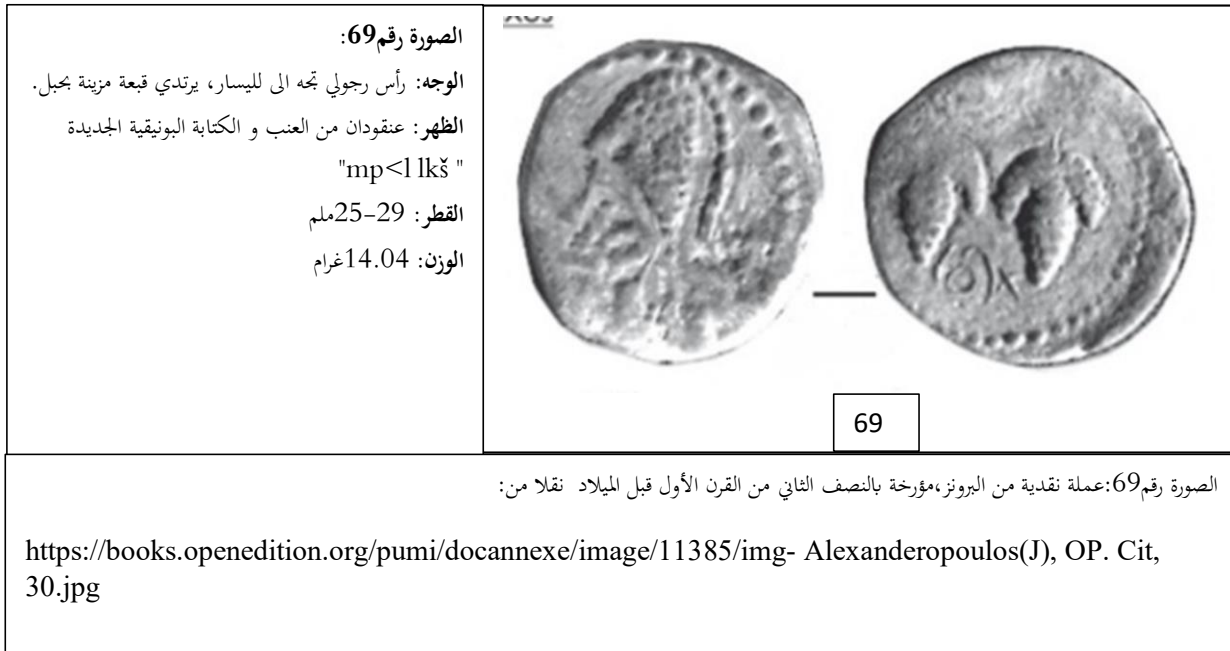 الصورة رقم69:
الوجه: رأس رجولي تجه الى لليسار، يرتدي قبعة مزينة بحبل.
الظهر: عنقودان من العنب و الكتابة البونيقية الجديدة
"mp<l lkš "
القطر: 29-25ملم
الوزن: 14.04غرام
69
الصورة رقم69:عملة نقدية من البرونز،مؤرخة بالنصف الثاني من القرن الأول قبل الميلاد نقلا من:
https://books.openedition.org/pumi/docannexe/image/11385/img- Alexanderopoulos(J), OP. Cit,
30.jpg